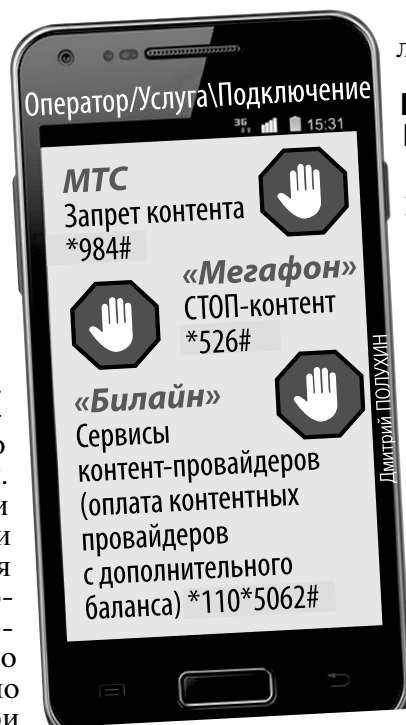 Оператор/Услуга\Подключение
3G
15:31
МТС
Запрет контента
*984#
«Мегафон»
СТОП-контент
*526#
«Билайн»
Сервисы
контент-провайдеров
(оплата контентных
провайдеров
с дополнительного
баланса) *110*5062#
Дмитрий ПОЛУХИН